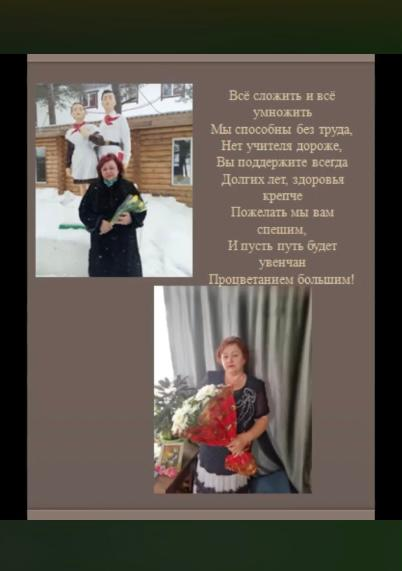 Всё сложить и всё
умножить
Мы способны без труда,
Нет учителя дороже,
Вы поддержите всегда
Долгих лет, здоровья
крепче
Пожелать мы вам
спешим,
И пусть путь будет
увенчан
Процветанием большим!